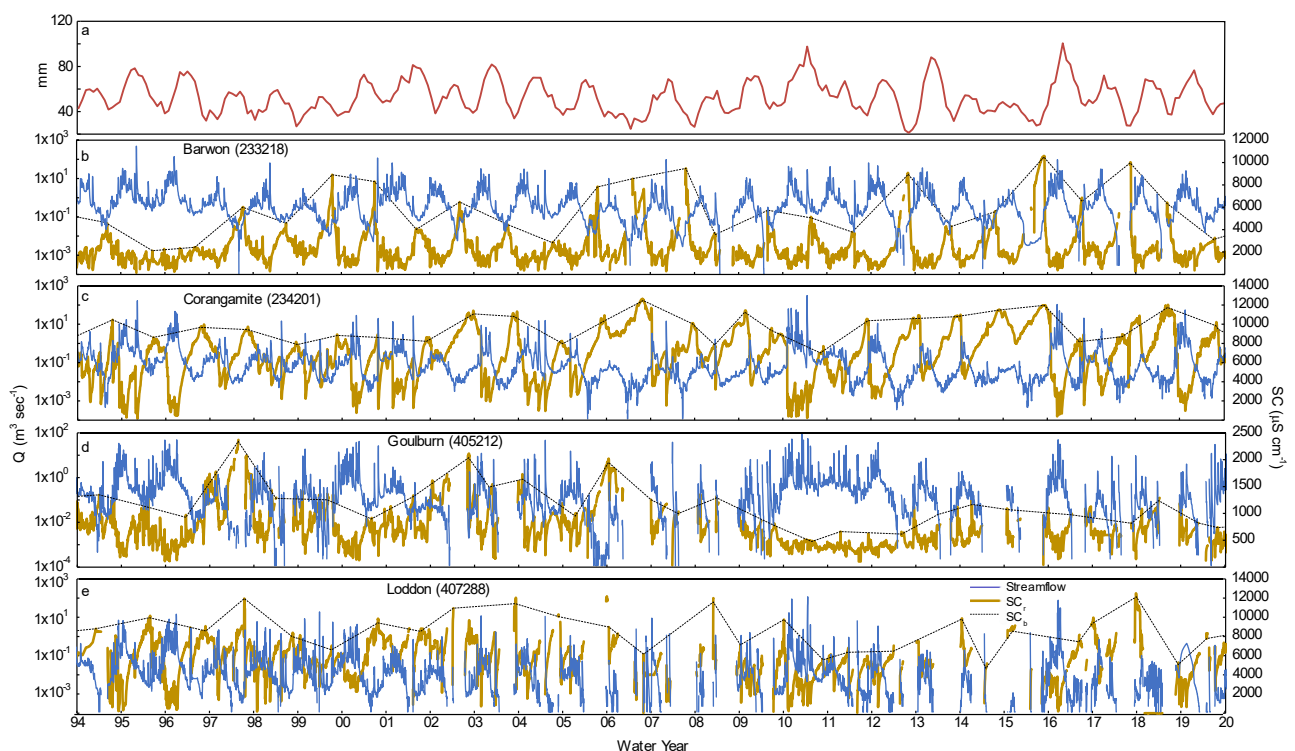 a
120
80
40
mm
b
Barwon (233218)
1x10³
1x10¹
1x10⁻¹
1x10⁻³
12000
10000
8000
6000
4000
2000
c
Corangamite (234201)
1x10³
1x10¹
1x10⁻¹
1x10⁻³
14000
12000
10000
8000
6000
4000
2000
Q (m³ sec⁻¹)
SC (µS cm⁻¹)
d
Goulburn (405212)
1x10²
1x10⁰
1x10⁻²
1x10⁻⁴
2500
2000
1500
1000
500
e
Loddon (407288)
1x10³
1x10¹
1x10⁻¹
1x10⁻³
14000
12000
10000
8000
6000
4000
2000
Streamflow
SCr
SCb
94 95 96 97 98 99 00 01 02 03 04 05 06 07 08 09 10 11 12 13 14 15 16 17 18 19 20
Water Year